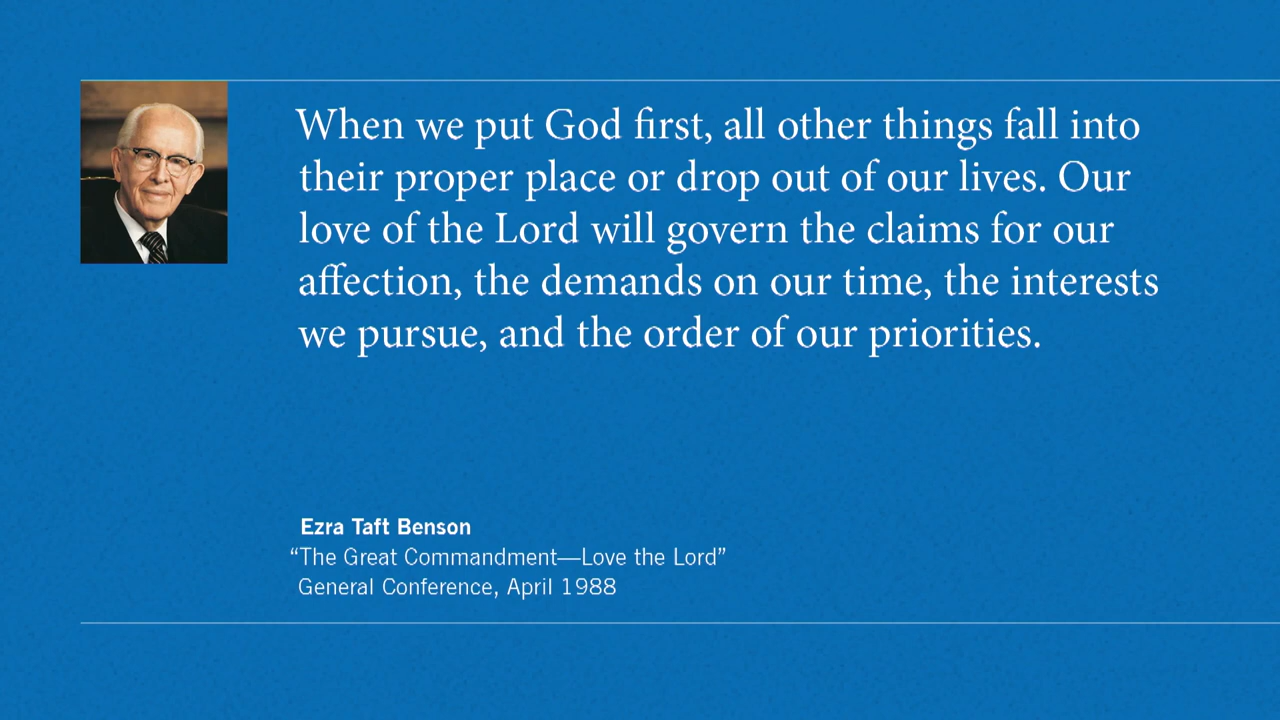 When we put God first, all other things fall into
their proper place or drop out of our lives. Our
love of the Lord will govern the claims for our
affection, the demands on our time, the interests
we pursue, and the order of our priorities.
Ezra Taft Benson
“The Great Commandment—Love the Lord”
General Conference, April 1988